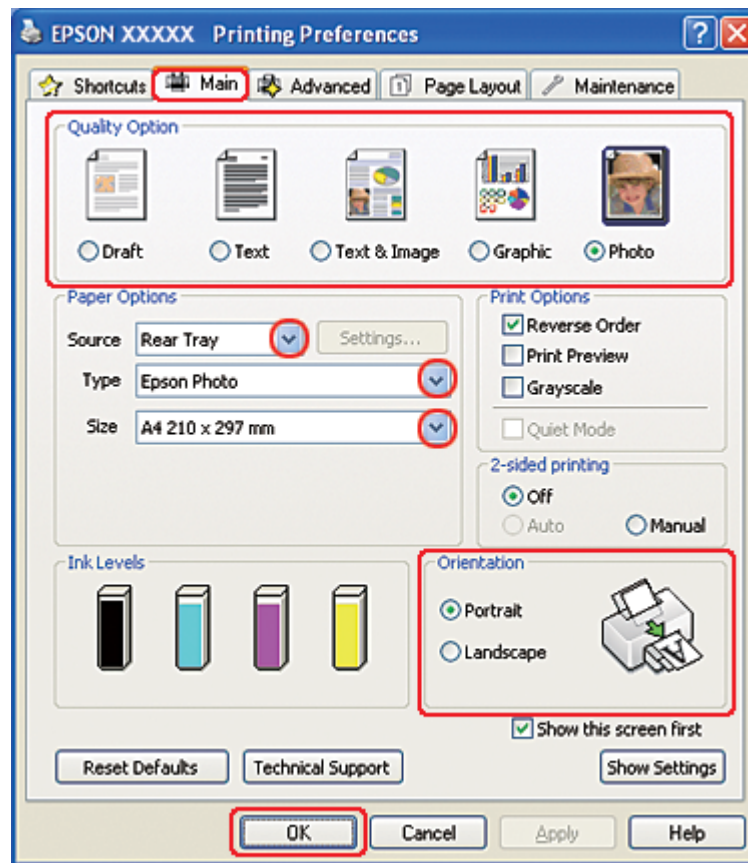 EPSON XXXXX Printing Preferences
Shortcuts Main Advanced 1 Page Layout Maintenance
Quality Option
Draft Text Text & Image Graphic Photo
Paper Options
Source Rear Tray Settings...
Type Epson Photo
Size A4 210 x 297 mm
Print Options
Reverse Order
Print Preview
Grayscale
Quiet Mode
2-sided printing
Off
Auto Manual
Ink Levels
Orientation
Portrait
Landscape
A
Show this screen first
Reset Defaults Technical Support Show Settings
OK Cancel Apply Help